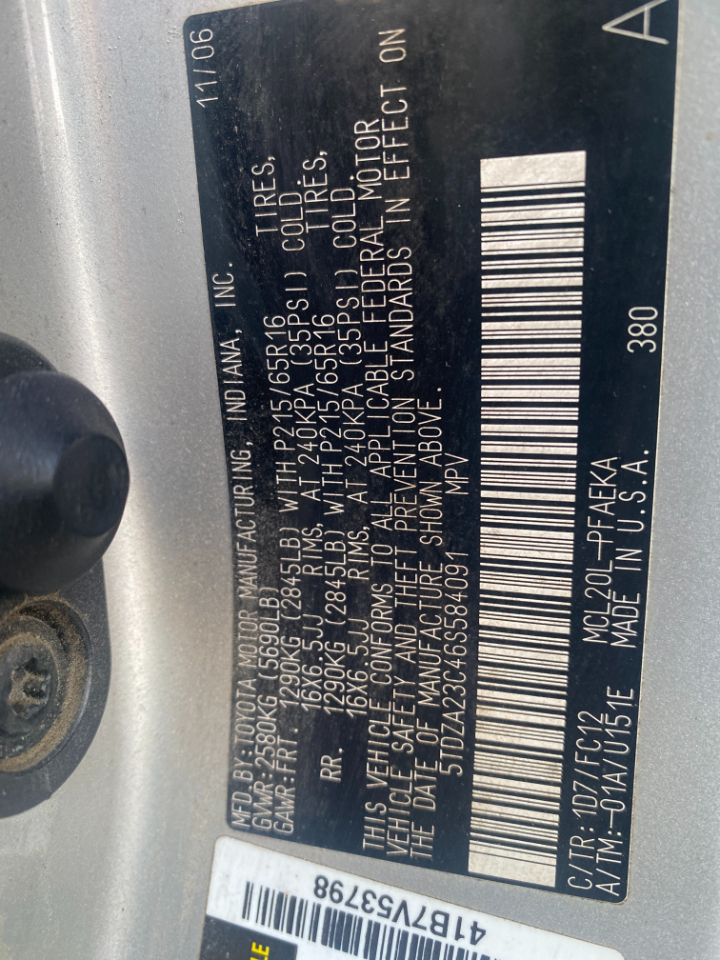 11/06
MFD.BY:TOYOTA MOTOR MANUFACTURING, INDIANA, INC.
GVWR:2580KG (5690LB)
GAWR:FRT 1290KG (2845LB) WITH P215/65R16 TIRES,
16X6.5JJ RIMS, AT 240KPA (35PSI) COLD.
RR. 1290KG (2845LB) WITH P215/65R16 TIRES,
16X6.5JJ RIMS, AT 240KPA (35PSI) COLD.
THIS VEHICLE CONFORMS TO ALL APPLICABLE FEDERAL MOTOR
VEHICLE SAFETY AND THEFT PREVENTION STANDARDS IN EFFECT ON
THE DATE OF MANUFACTURE SHOWN ABOVE.
5TDZA23C46S584091 MPV
C/TR:1D7/FC12 MCL20L-PFAEKA 380 A
A/TM:-01A/U151E MADE IN U.S.A.
41B7V53798